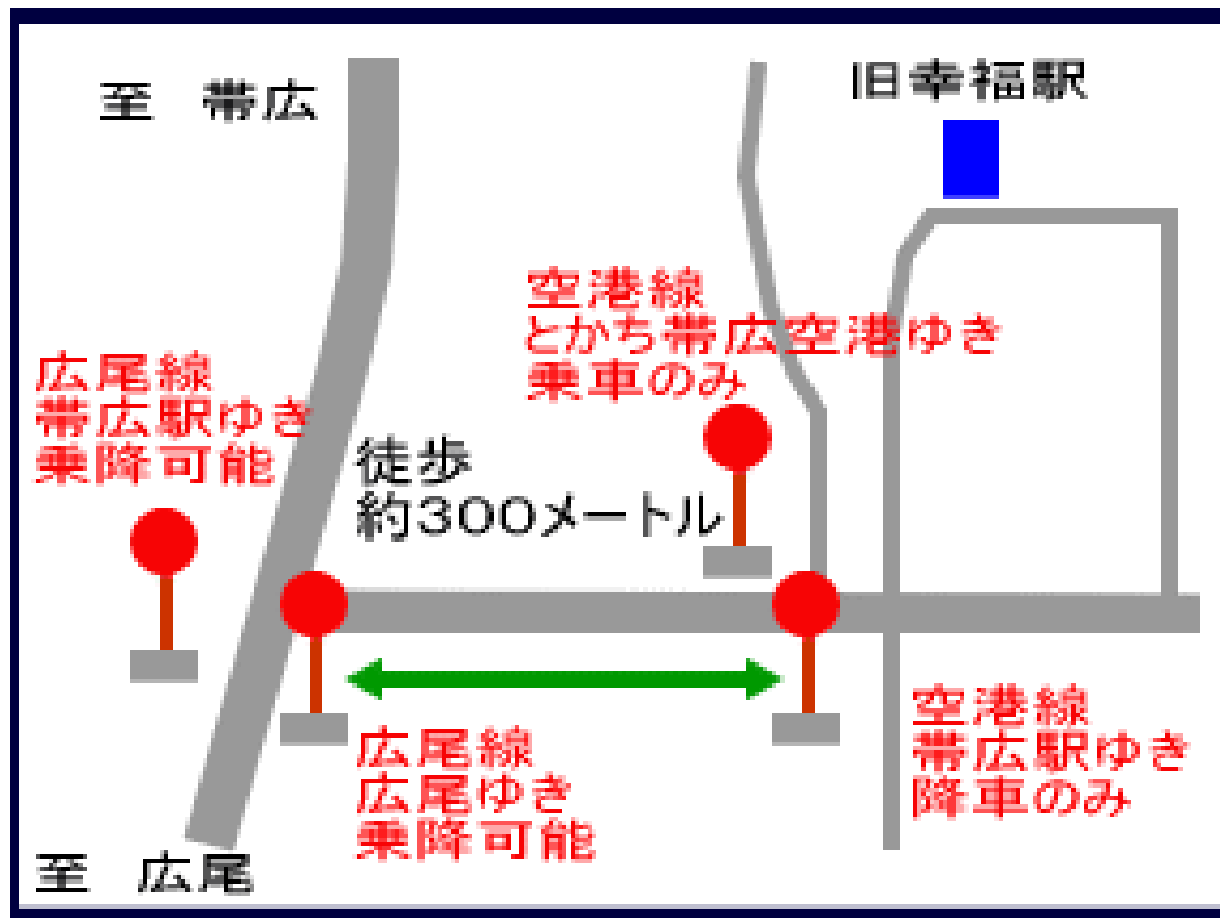 至　帯広
旧幸福駅
空港線
とかち帯広空港ゆき
乗車のみ
広尾線
帯広駅ゆき
乗降可能
徒歩
約300メートル
広尾線
広尾ゆき
乗降可能
空港線
帯広駅ゆき
降車のみ
至　広尾